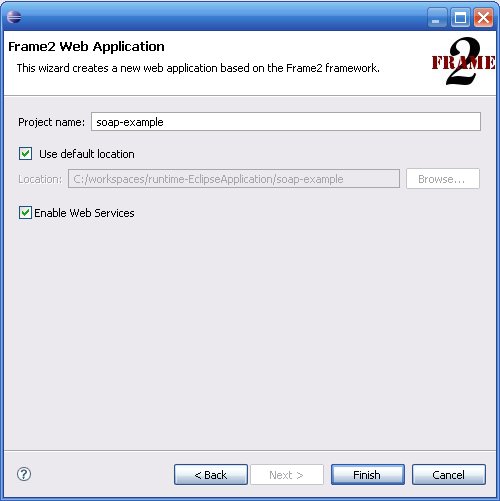 Frame2 Web Application
This wizard creates a new web application based on the Frame2 framework.
2
FRAME
Project name: soap-example
Use default location
Location: C:/workspaces/runtime-EclipseApplication/soap-example Browse...
Enable Web Services
? < Back Next > Finish Cancel